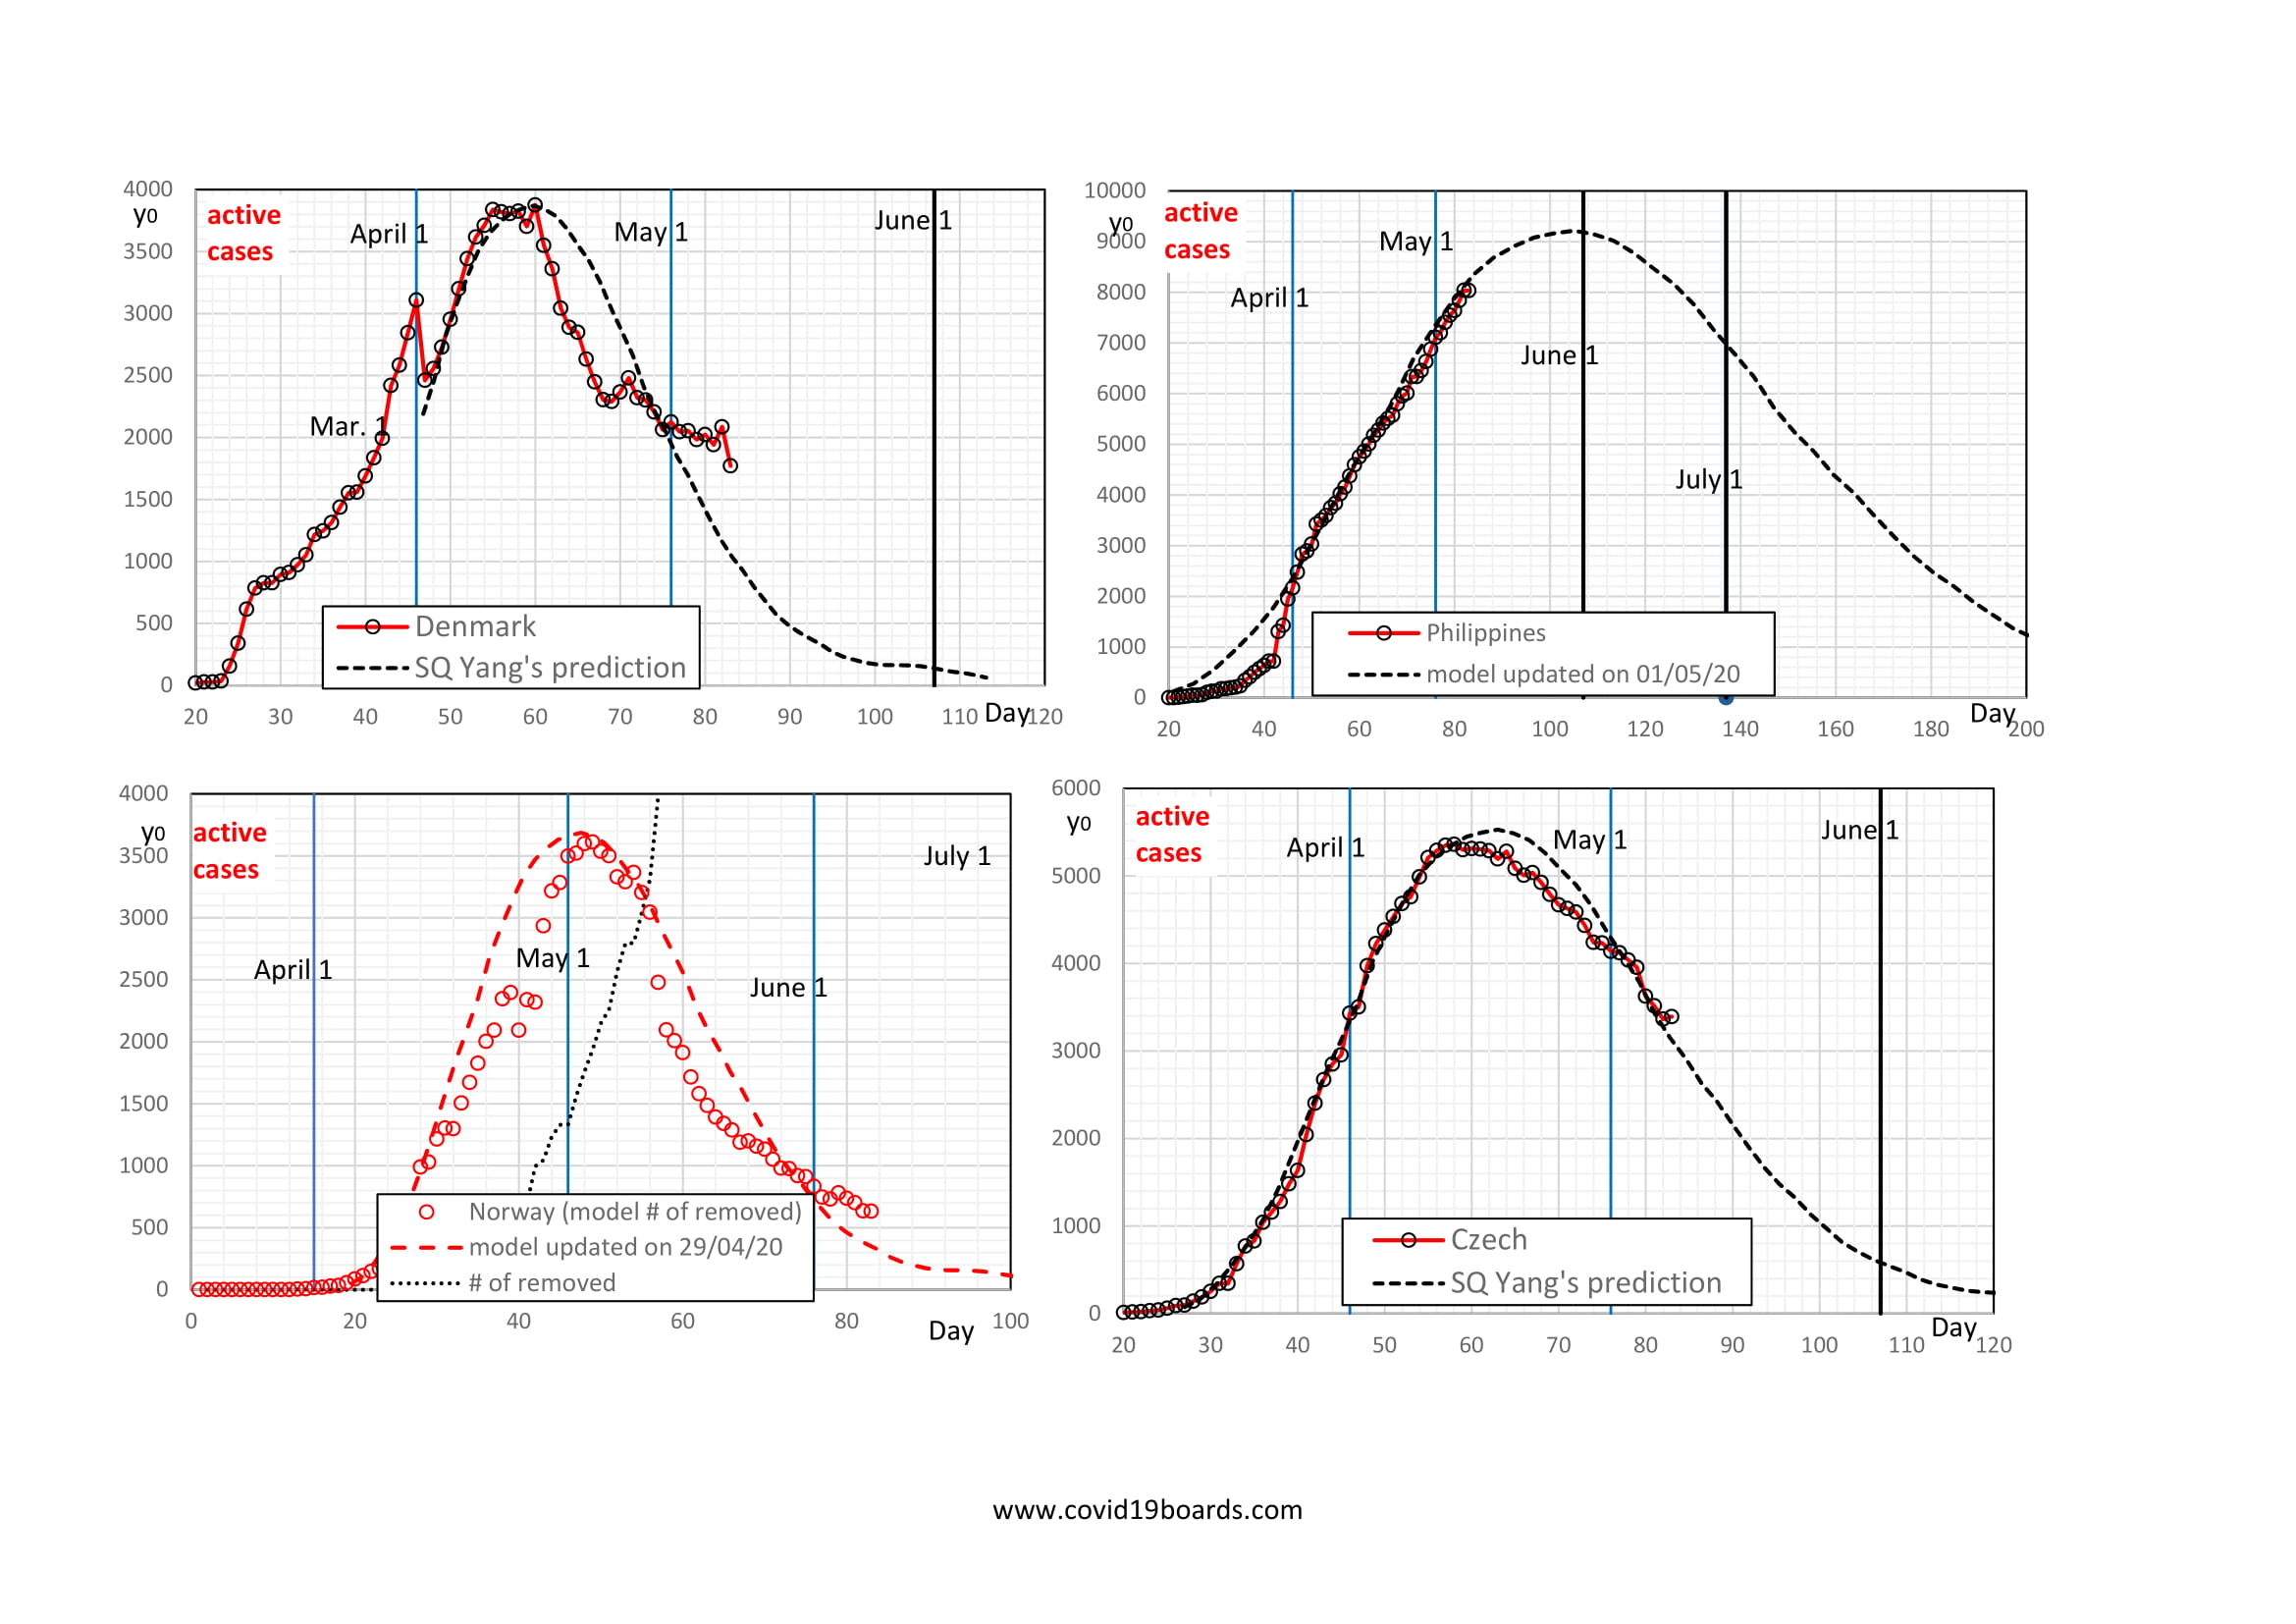 4000
y0
active
cases
3500
3000
2500
2000
1500
1000
500
0
April 1
May 1
June 1
Mar. 1
Denmark
SQ Yang's prediction
20 30 40 50 60 70 80 90 100 110 Day 120
10000
y0
active
cases
9000
8000
7000
6000
5000
4000
3000
2000
1000
0
May 1
April 1
June 1
July 1
Philippines
model updated on 01/05/20
20 40 60 80 100 120 140 160 180 Day 200
4000
y0
active
cases
3500
3000
2500
2000
1500
1000
500
0
July 1
May 1
April 1
June 1
Norway (model # of removed)
model updated on 29/04/20
# of removed
0 20 40 60 80 Day 100
6000
y0
active
cases
5000
4000
3000
2000
1000
0
April 1
May 1
June 1
Czech
SQ Yang's prediction
20 30 40 50 60 70 80 90 100 110 Day 120
www.covid19boards.com